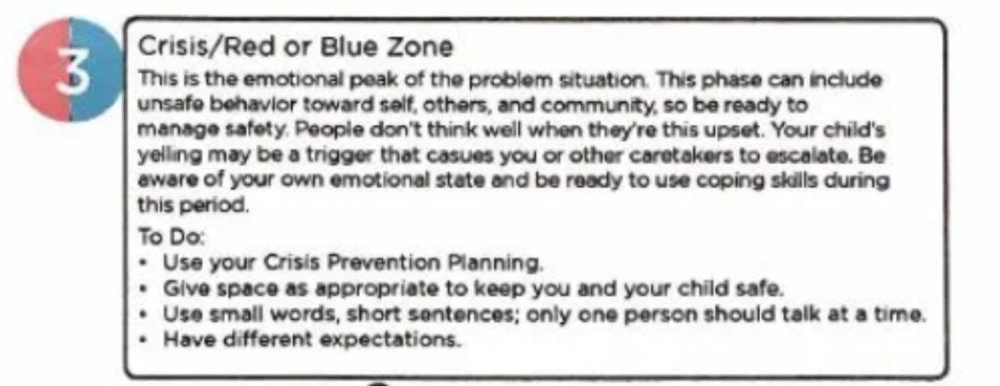 3
Crisis/Red or Blue Zone
This is the emotional peak of the problem situation. This phase can include
unsafe behavior toward self, others, and community, so be ready to
manage safety. People don't think well when they're this upset. Your child's
yelling may be a trigger that casues you or other caretakers to escalate. Be
aware of your own emotional state and be ready to use coping skills during
this period.
To Do:
• Use your Crisis Prevention Planning.
• Give space as appropriate to keep you and your child safe.
• Use small words, short sentences; only one person should talk at a time.
• Have different expectations.